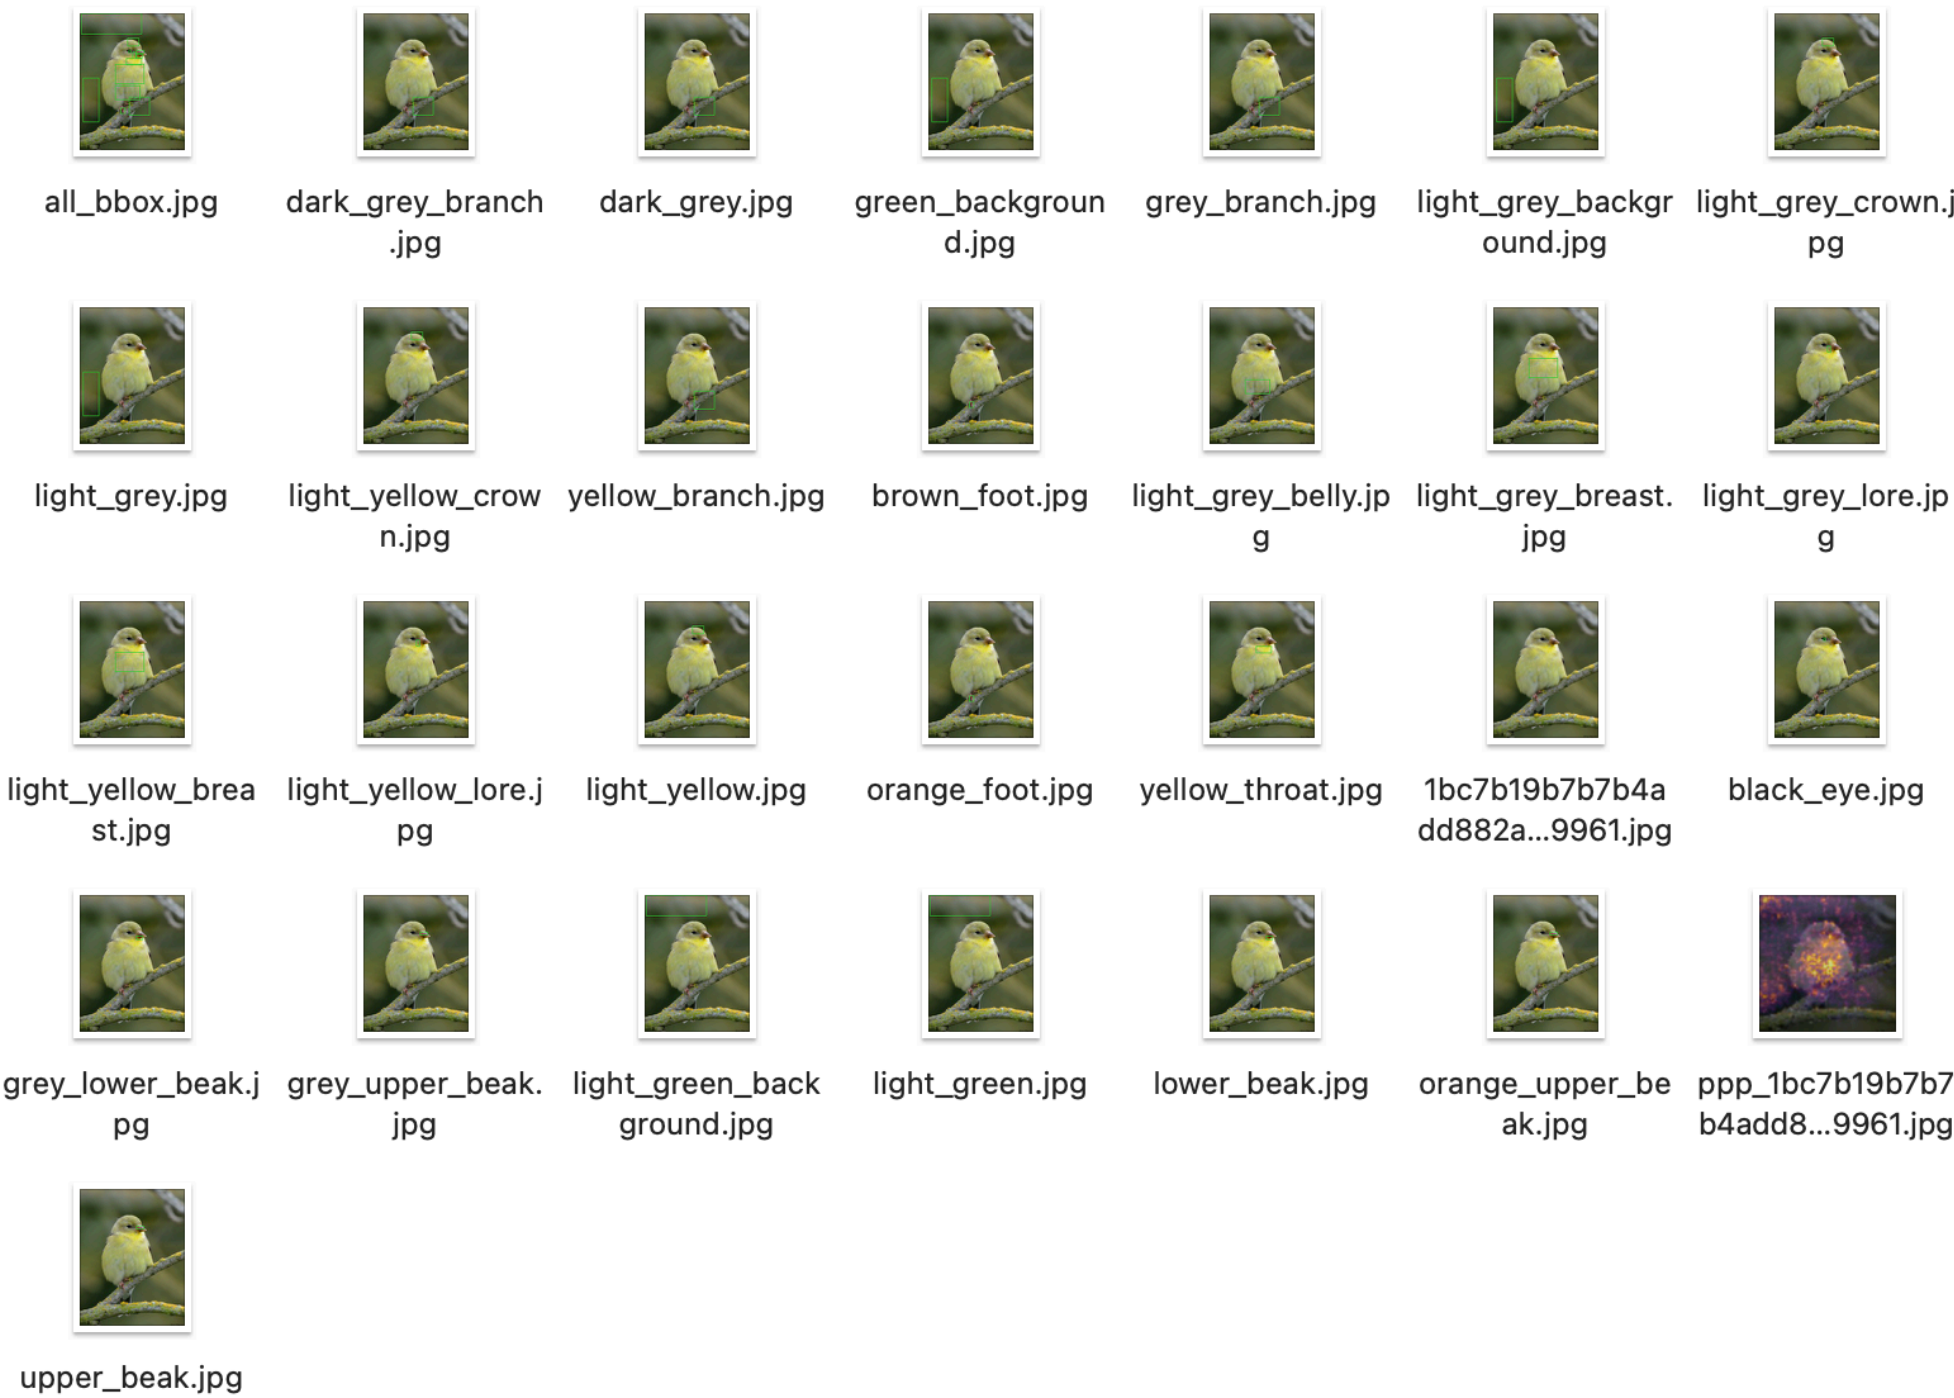 all_bbox.jpg
dark_grey_branch
.jpg
dark_grey.jpg
green_backgroun
d.jpg
grey_branch.jpg
light_grey_backgr
ound.jpg
light_grey_crown.j
pg
light_grey.jpg
light_yellow_crow
n.jpg
yellow_branch.jpg
brown_foot.jpg
light_grey_belly.jp
g
light_grey_breast.
jpg
light_grey_lore.jp
g
light_yellow_brea
st.jpg
light_yellow_lore.j
pg
light_yellow.jpg
orange_foot.jpg
yellow_throat.jpg
1bc7b19b7b7b4a
dd882a...9961.jpg
black_eye.jpg
grey_lower_beak.j
pg
grey_upper_beak.
jpg
light_green_back
ground.jpg
light_green.jpg
lower_beak.jpg
orange_upper_be
ak.jpg
ppp_1bc7b19b7b7
b4add8...9961.jpg
upper_beak.jpg